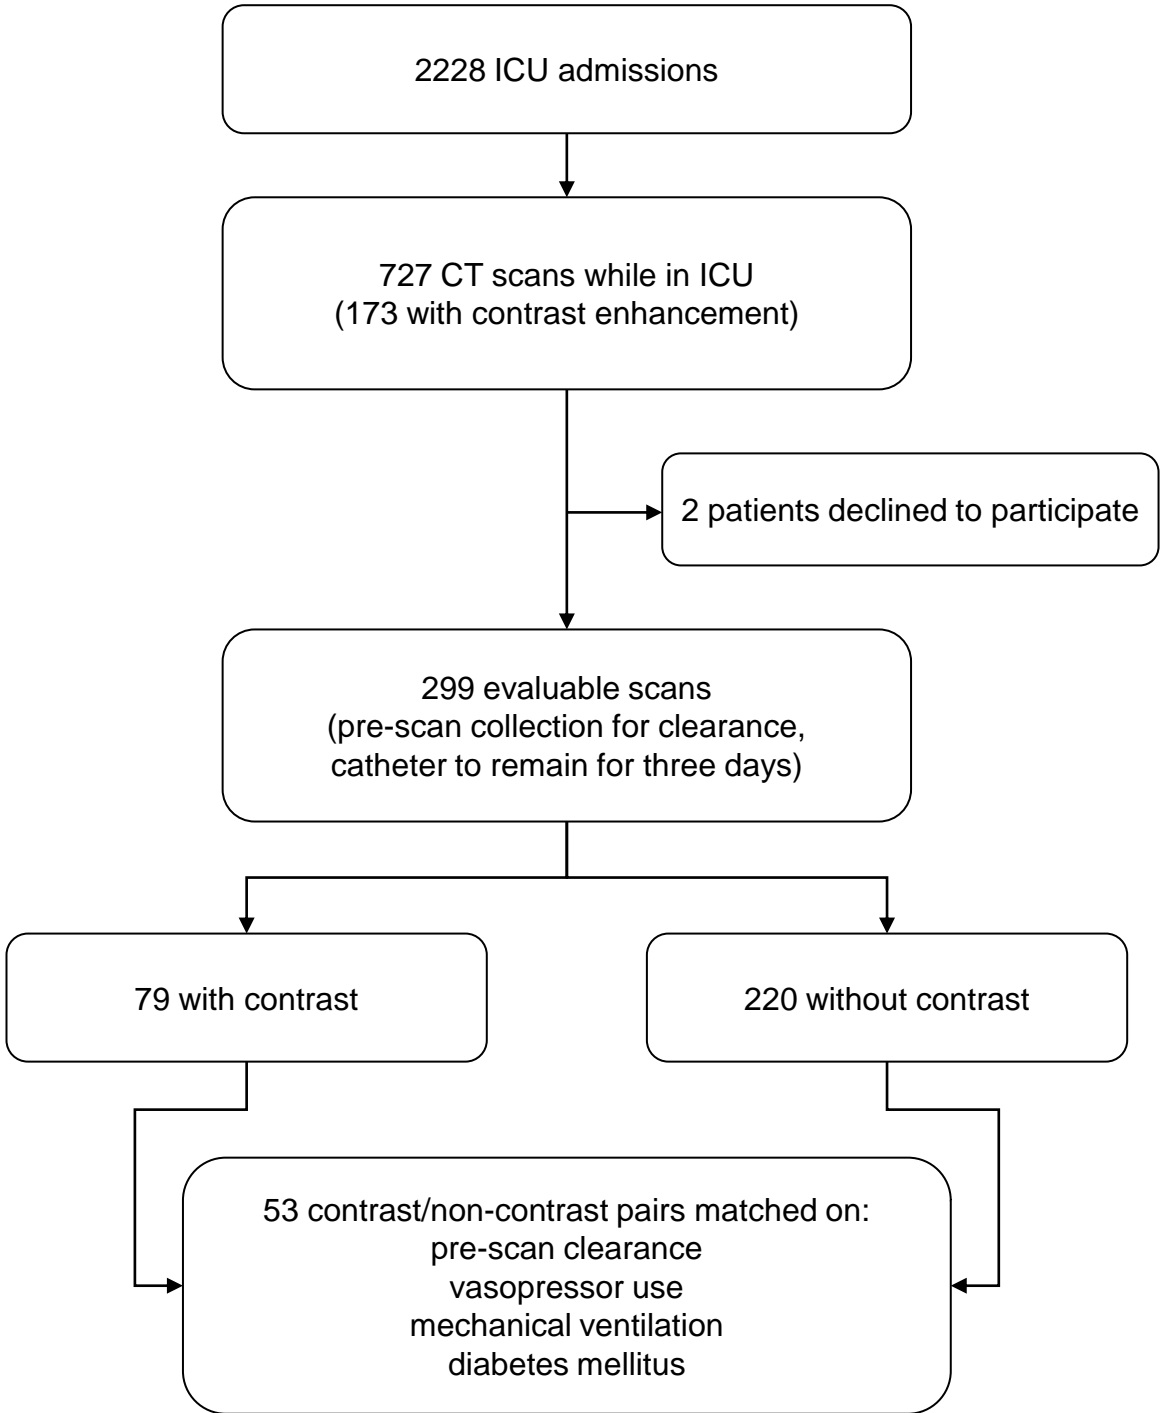 2228 ICU admissions
727 CT scans while in ICU
(173 with contrast enhancement)
2 patients declined to participate
299 evaluable scans
(pre-scan collection for clearance,
catheter to remain for three days)
79 with contrast
220 without contrast
53 contrast/non-contrast pairs matched on:
pre-scan clearance
vasopressor use
mechanical ventilation
diabetes mellitus